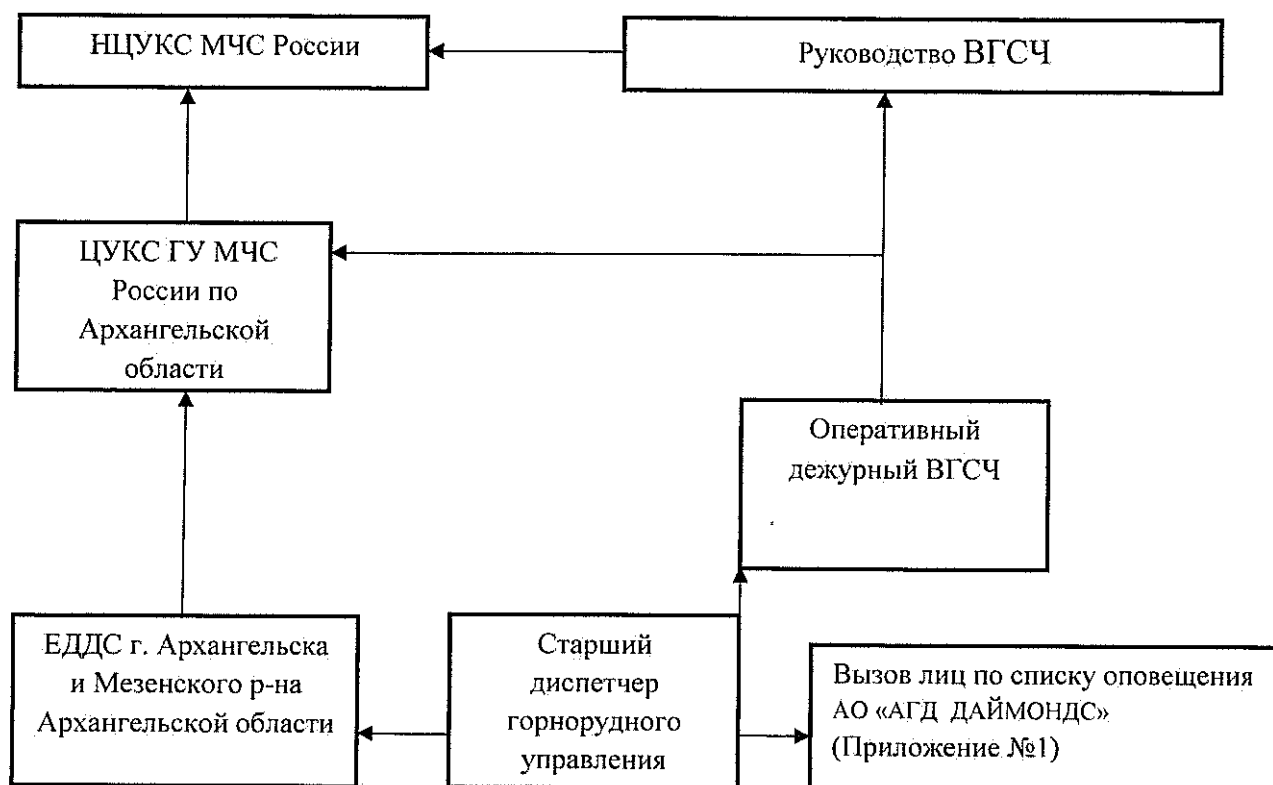 НЦУКС МЧС России
Руководство ВГСЧ
ЦУКС ГУ МЧС
России по
Архангельской
области
Оперативный
дежурный ВГСЧ
ЕДДС г. Архангельска
и Мезенского р-на
Архангельской области
Старший
диспетчер
горнорудного
управления
Вызов лиц по списку оповещения
АО «АГД ДАЙМОНДС»
(Приложение №1)